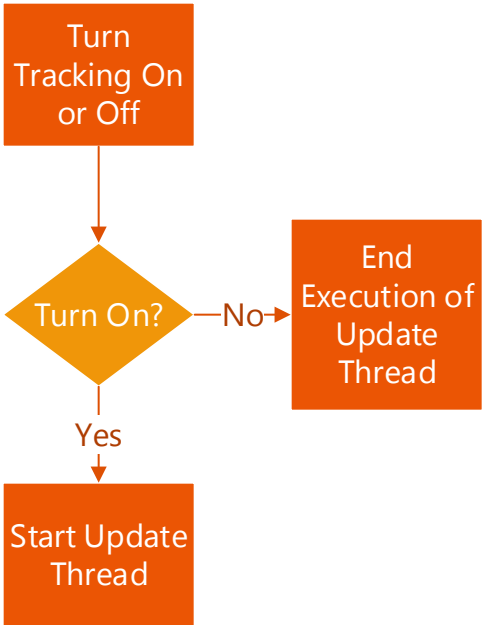 Turn
Tracking On
or Off
Turn On?
No
End
Execution of
Update
Thread
Yes
Start Update
Thread